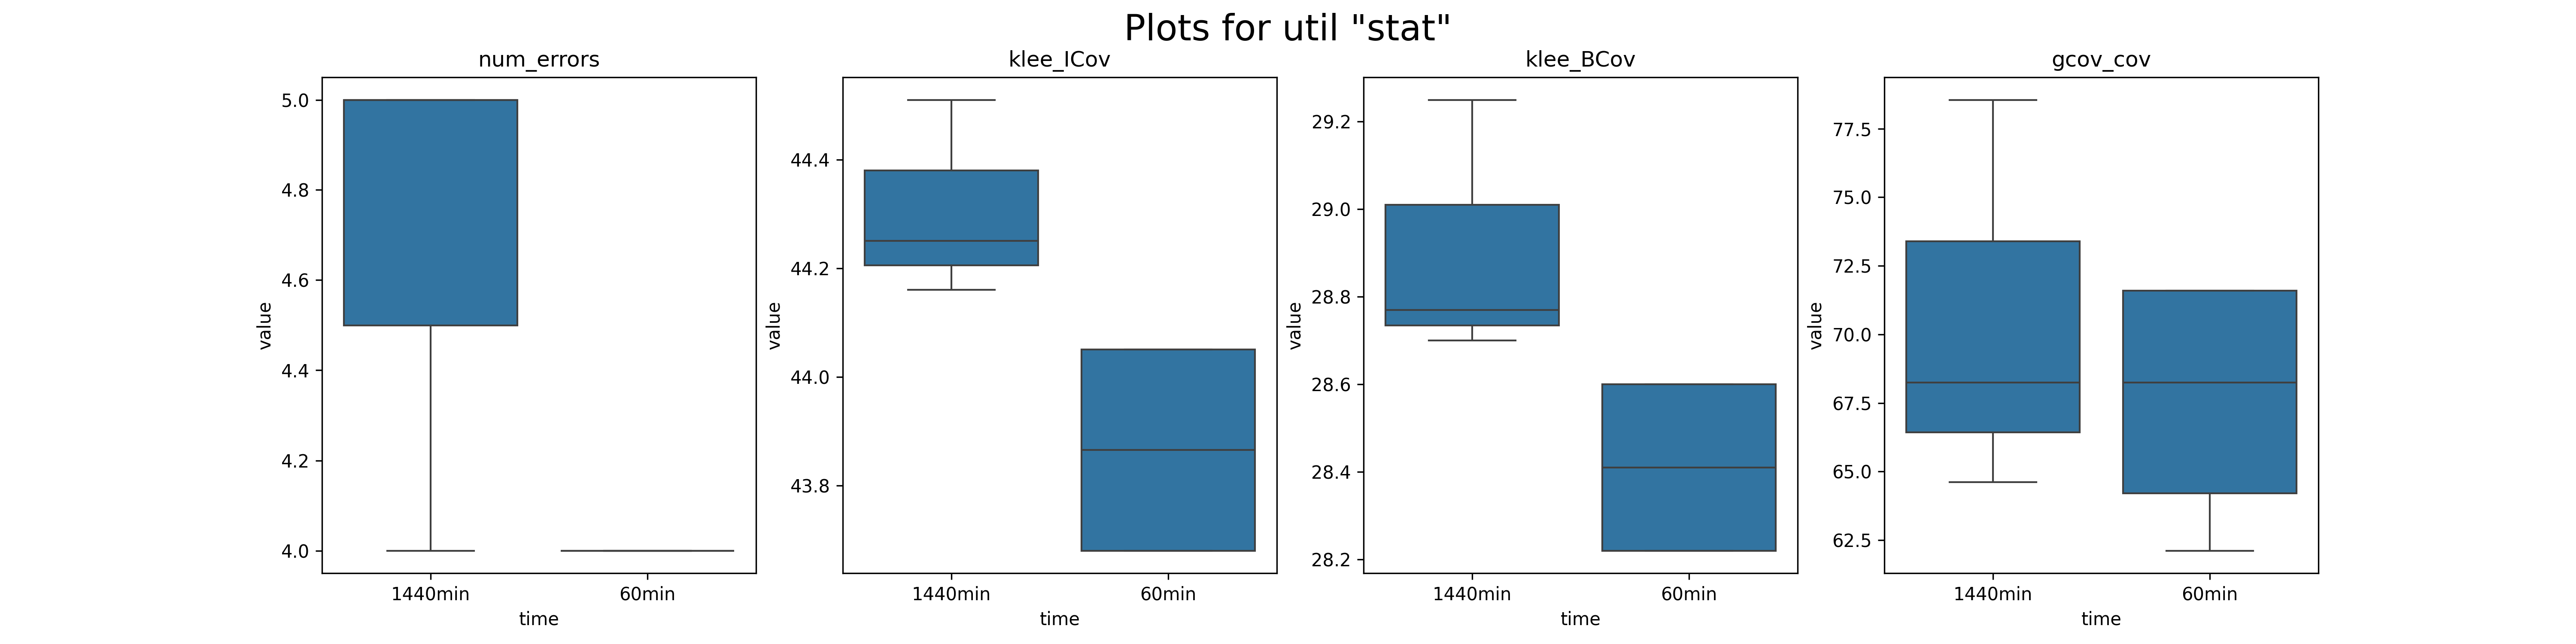 Plots for util "stat"
num_errors
5.0
4.8
4.6
4.4
4.2
4.0
value
1440min
60min
time
klee_ICov
44.4
44.2
44.0
43.8
value
1440min
60min
time
klee_BCov
29.2
29.0
28.8
28.6
28.4
28.2
value
1440min
60min
time
gcov_cov
77.5
75.0
72.5
70.0
67.5
65.0
62.5
value
1440min
60min
time